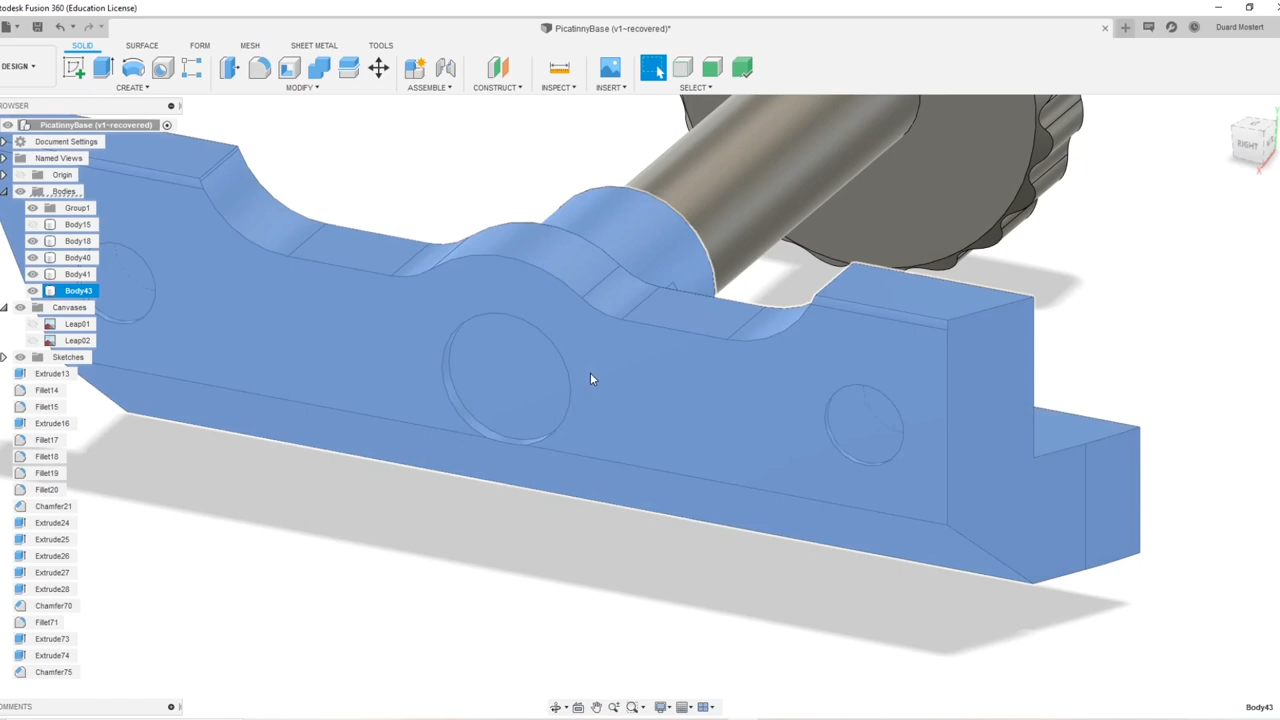 utodesk Fusion 360 (Education License)
PicatinnyBase (v1~recovered)*
Duard Mostert
SOLID
SURFACE
FORM
MESH
SHEET METAL
TOOLS
DESIGN
CREATE
MODIFY
ASSEMBLE
CONSTRUCT
INSPECT
INSERT
SELECT
ROWSER
PicatinnyBase (v1~recovered)
Document Settings
Named Views
Origin
Bodies
Group1
Body15
Body18
Body40
Body41
Body43
Canvases
Leap01
Leap02
Sketches
Extrude13
Fillet14
Fillet15
Extrude16
Fillet17
Fillet18
Fillet19
Fillet20
Chamfer21
Extrude24
Extrude25
Extrude26
Extrude27
Extrude28
Chamfer70
Fillet71
Extrude73
Extrude74
Chamfer75
OMMENTS
RIGHT
Body43